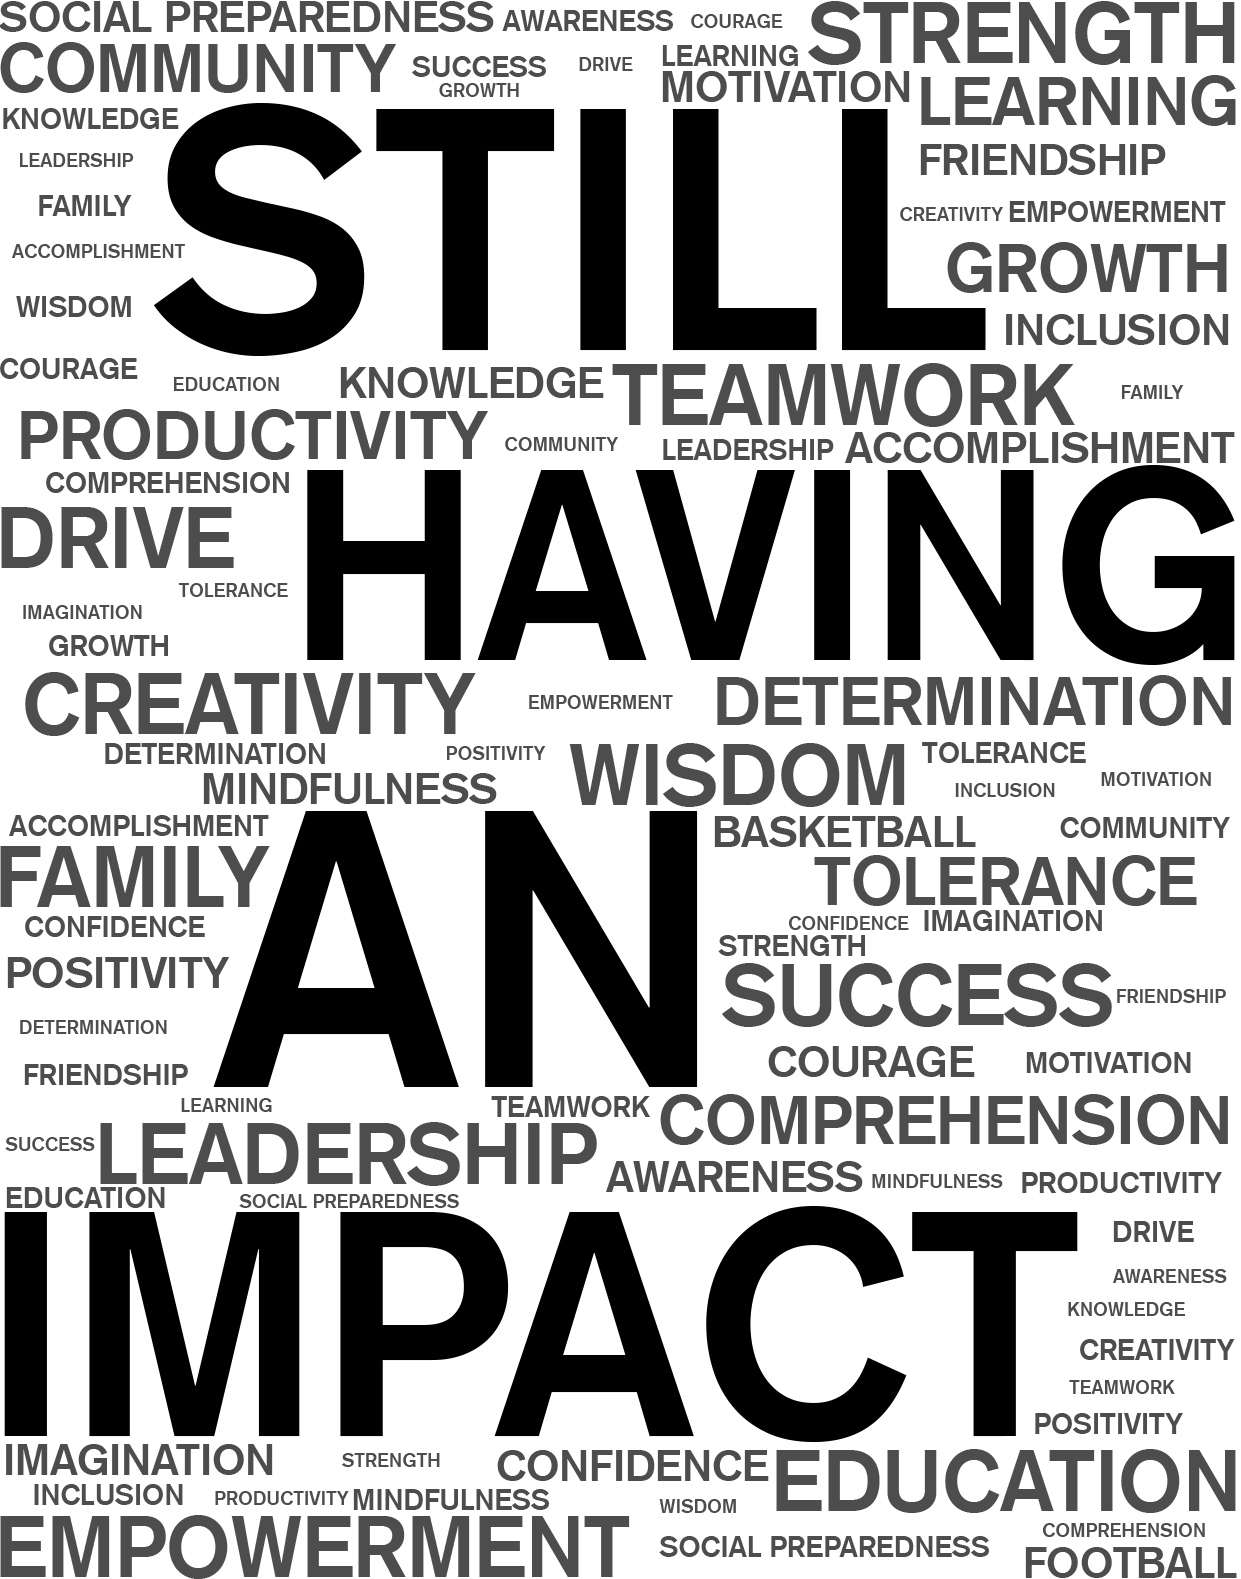 SOCIAL PREPAREDNESS AWARENESS COURAGE STRENGTH
COMMUNITY SUCCESS DRIVE LEARNING
GROWTH MOTIVATION LEARNING
KNOWLEDGE
LEADERSHIP FRIENDSHIP
FAMILY CREATIVITY EMPOWERMENT
ACCOMPLISHMENT GROWTH
WISDOM INCLUSION
STILL
COURAGE EDUCATION KNOWLEDGE TEAMWORK FAMILY
PRODUCTIVITY COMMUNITY LEADERSHIP ACCOMPLISHMENT
COMPREHENSION
DRIVE
HAVING
TOLERANCE
IMAGINATION
GROWTH
CREATIVITY EMPOWERMENT DETERMINATION
DETERMINATION POSITIVITY WISDOM TOLERANCE
MINDFULNESS INCLUSION MOTIVATION
ACCOMPLISHMENT BASKETBALL COMMUNITY
FAMILY TOLERANCE
CONFIDENCE CONFIDENCE IMAGINATION
STRENGTH
AN
POSITIVITY SUCCESS FRIENDSHIP
DETERMINATION
FRIENDSHIP COURAGE MOTIVATION
LEARNING TEAMWORK COMPREHENSION
SUCCESS LEADERSHIP
AWARENESS MINDFULNESS PRODUCTIVITY
EDUCATION SOCIAL PREPAREDNESS
DRIVE
AWARENESS
KNOWLEDGE
IMPACT
CREATIVITY
TEAMWORK
POSITIVITY
IMAGINATION STRENGTH CONFIDENCE EDUCATION
INCLUSION PRODUCTIVITY MINDFULNESS WISDOM
COMPREHENSION
EMPOWERMENT SOCIAL PREPAREDNESS FOOTBALL